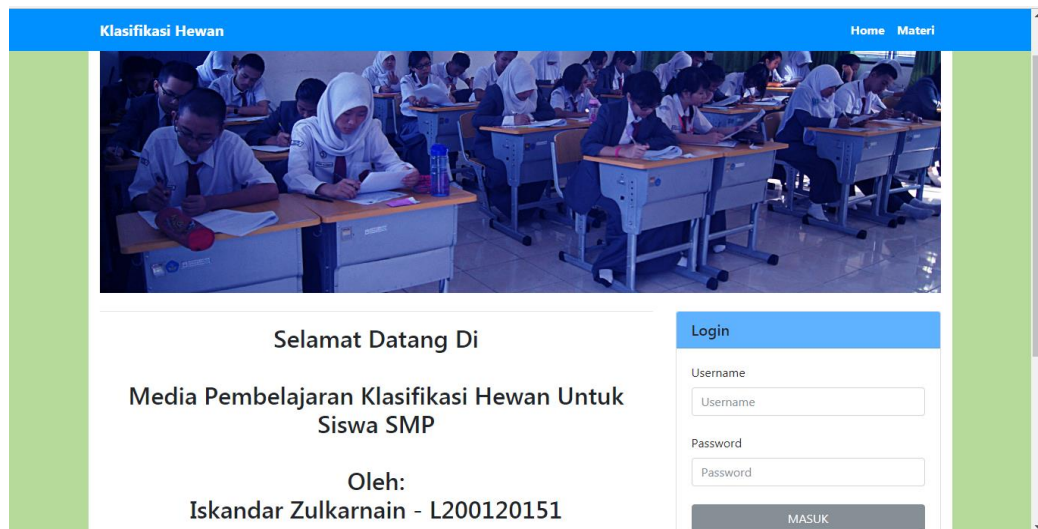 Klasifikasi Hewan
Home Materi
Selamat Datang Di
Media Pembelajaran Klasifikasi Hewan Untuk
Siswa SMP
Oleh:
Iskandar Zulkarnain - L200120151
Login
Username
Username
Password
Password
MASUK